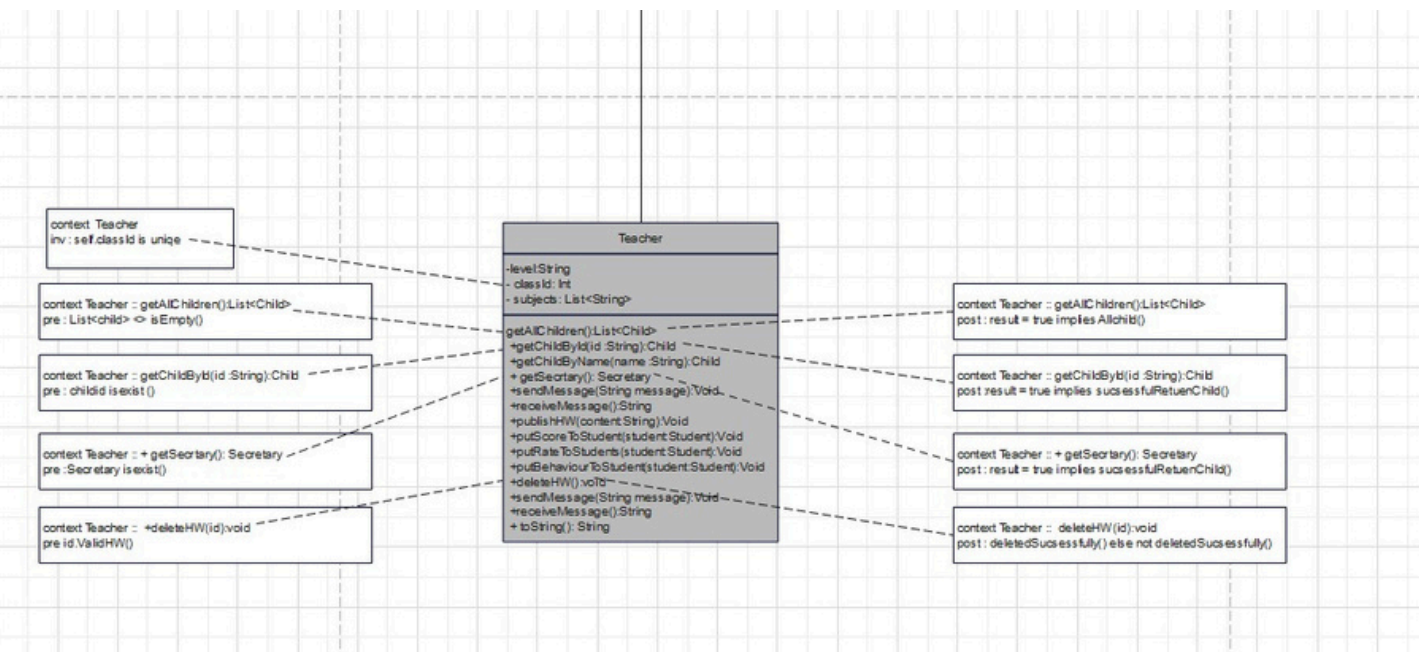 context Teacher
inv : self.classId is uniqe
context Teacher :: getAllChildren():List<Child>
pre : List<child> <> isEmpty()
context Teacher :: getChildById(id :String):Child
pre : childid isexist ()
context Teacher :: + getSecrtary(): Secretary
pre :Secretary isexist()
context Teacher :: +deleteHW(id):void
pre id.ValidHW()
Teacher
-level:String
- classId: Int
- subjects: List<String>
getAllChildren():List<Child>
+getChildById(id :String):Child
+getChildByName(name :String):Child
+ getSecrtary(): Secretary
+sendMessage(String message):Void
+receiveMessage():String
+publishHW(content:String):Void
+putScoreToStudent(student:Student):Void
+putRateToStudents(student:Student):Void
+putBehaviourToStudent(student:Student):Void
+deleteHW():void
+sendMessage(String message):Void
+receiveMessage():String
+ toString(): String
context Teacher :: getAllChildren():List<Child>
post : result = true implies Allchild()
context Teacher :: getChildById(id :String):Child
post :result = true implies sucsessfulRetuenChild()
context Teacher :: + getSecrtary(): Secretary
post : result = true implies sucsessfulRetuenChild()
context Teacher :: deleteHW(id):void
post : deletedSucsessfully() else not deletedSucsessfully()